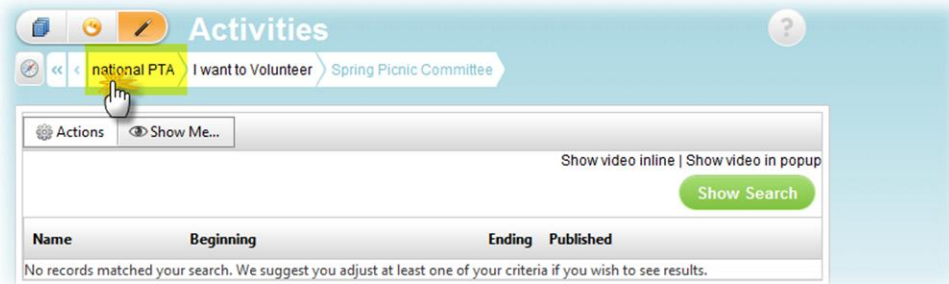 Activities
?
« ‹ national PTA I want to Volunteer Spring Picnic Committee
Actions Show Me...
Show video inline | Show video in popup
Show Search
Name Beginning Ending Published
No records matched your search. We suggest you adjust at least one of your criteria if you wish to see results.